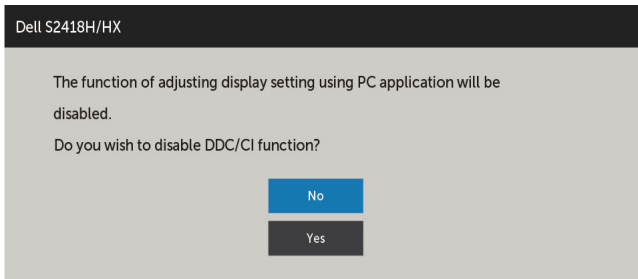 Dell S2418H/HX
The function of adjusting display setting using PC application will be
disabled.
Do you wish to disable DDC/CI function?
No
Yes